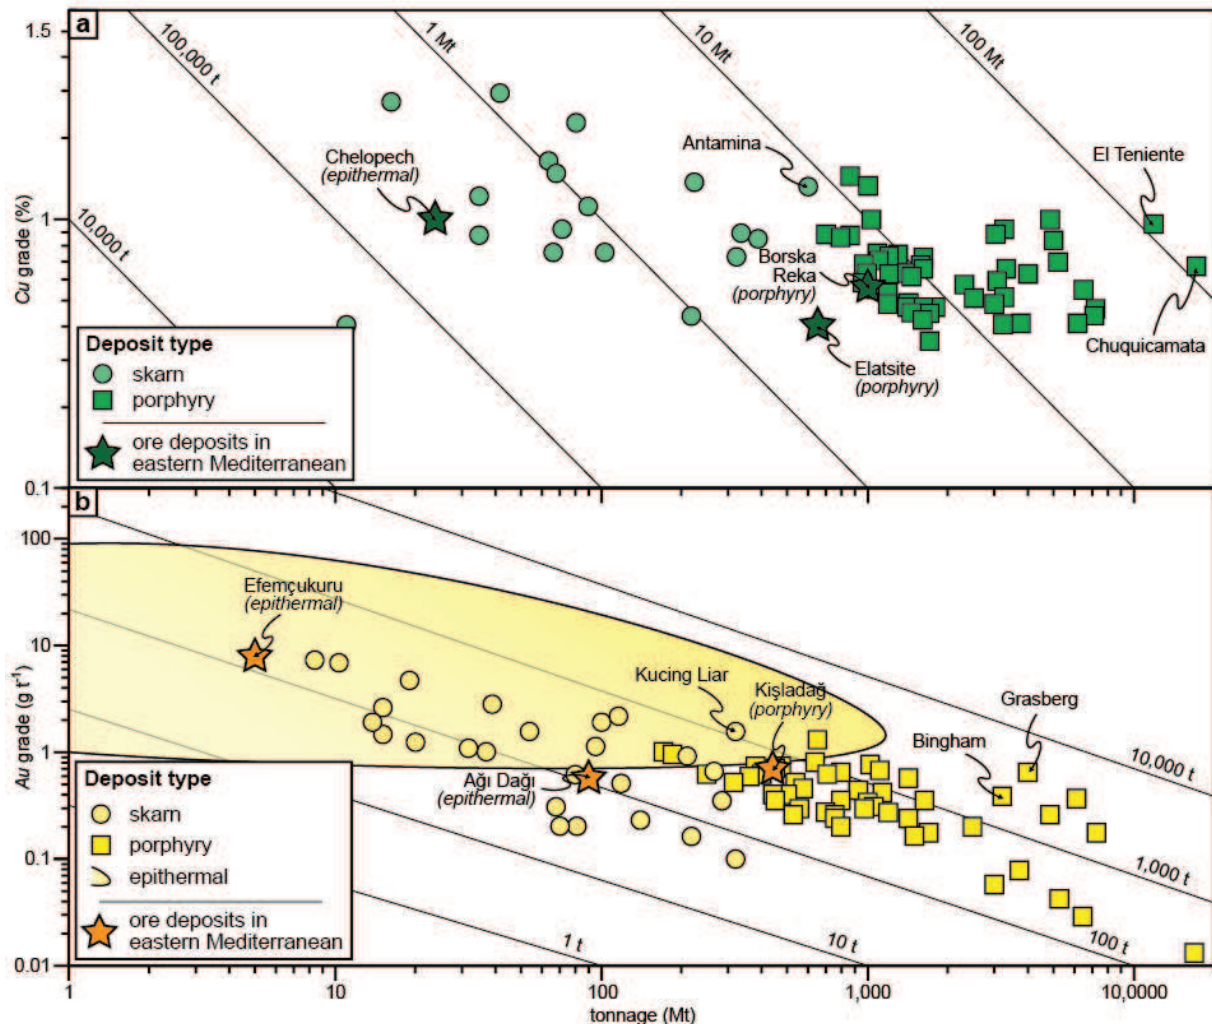 a
1.5
1
0.1
Cu grade (%)
100,000 t
1 Mt
10 Mt
100 Mt
10,000 t
Chelopech
(epithermal)
Antamina
El Teniente
Borska
Reka
(porphyry)
Elatsite
(porphyry)
Chuquicamata
Deposit type
skarn
porphyry
ore deposits in
eastern Mediterranean
b
100
10
1
0.1
0.01
Au grade (g t-1)
Efemçukuru
(epithermal)
Kucing Liar
Kişladağ
(porphyry)
Grasberg
Bingham
Ağı Dağı
(epithermal)
10,000 t
1,000 t
100 t
10 t
1 t
Deposit type
skarn
porphyry
epithermal
ore deposits in
eastern Mediterranean
1
10
100
1,000
10,0000
tonnage (Mt)